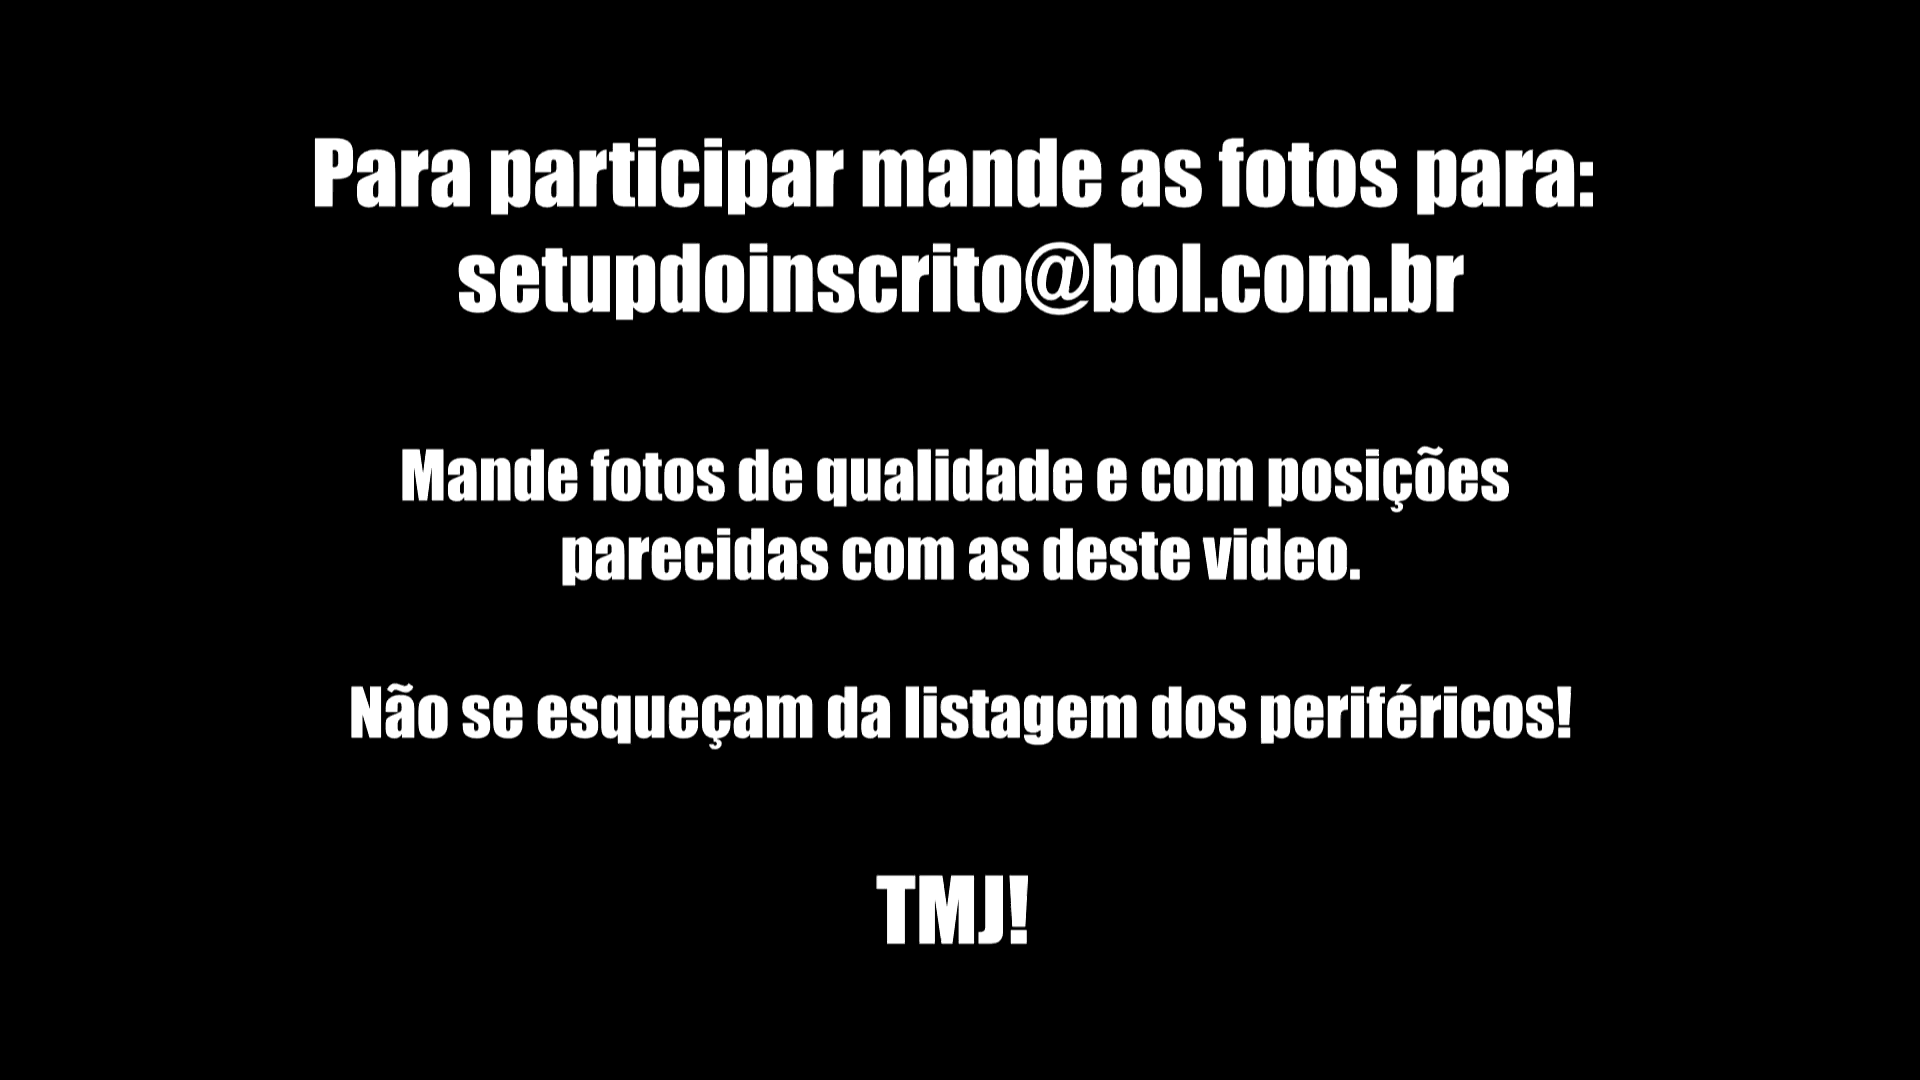 Para participar mande as fotos para:
setupdoinscrito@bol.com.br
Mande fotos de qualidade e com posições
parecidas com as deste video.
Não se esqueçam da listagem dos periféricos!
TMJ!